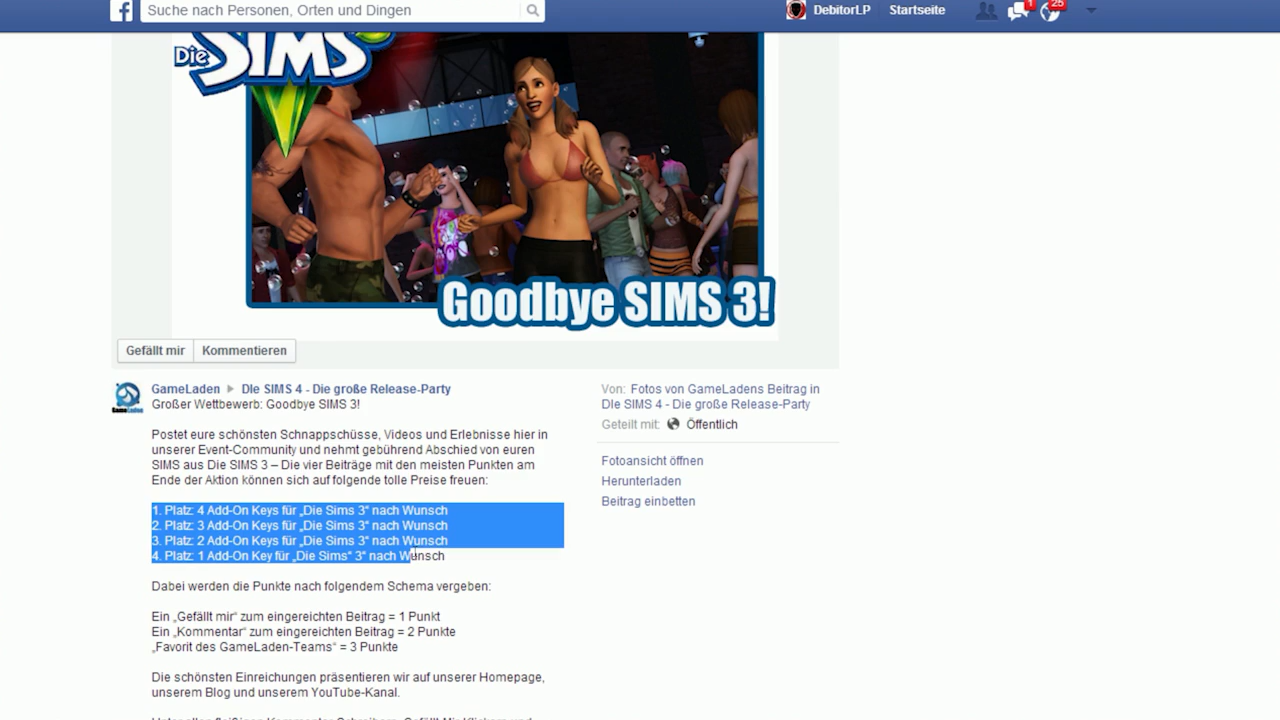 Suche nach Personen, Orten und Dingen
DebitorLP
Startseite
1
25
Die SIMS
Goodbye SIMS 3!
Gefällt mir
Kommentieren
GameLaden
GameLaden ▶ DIe SIMS 4 - Die große Release-Party
Großer Wettbewerb: Goodbye SIMS 3!
Postet eure schönsten Schnappschüsse, Videos und Erlebnisse hier in
unserer Event-Community und nehmt gebührend Abschied von euren
SIMS aus Die SIMS 3 – Die vier Beiträge mit den meisten Punkten am
Ende der Aktion können sich auf folgende tolle Preise freuen:
1. Platz: 4 Add-On Keys für „Die Sims 3“ nach Wunsch
2. Platz: 3 Add-On Keys für „Die Sims 3“ nach Wunsch
3. Platz: 2 Add-On Keys für „Die Sims 3“ nach Wunsch
4. Platz: 1 Add-On Key für „Die Sims“ 3“ nach Wunsch
Dabei werden die Punkte nach folgendem Schema vergeben:
Ein „Gefällt mir“ zum eingereichten Beitrag = 1 Punkt
Ein „Kommentar“ zum eingereichten Beitrag = 2 Punkte
„Favorit des GameLaden-Teams“ = 3 Punkte
Die schönsten Einreichungen präsentieren wir auf unserer Homepage,
unserem Blog und unserem YouTube-Kanal.
Von: Fotos von GameLadens Beitrag in
DIe SIMS 4 - Die große Release-Party
Geteilt mit: Öffentlich
Fotoansicht öffnen
Herunterladen
Beitrag einbetten